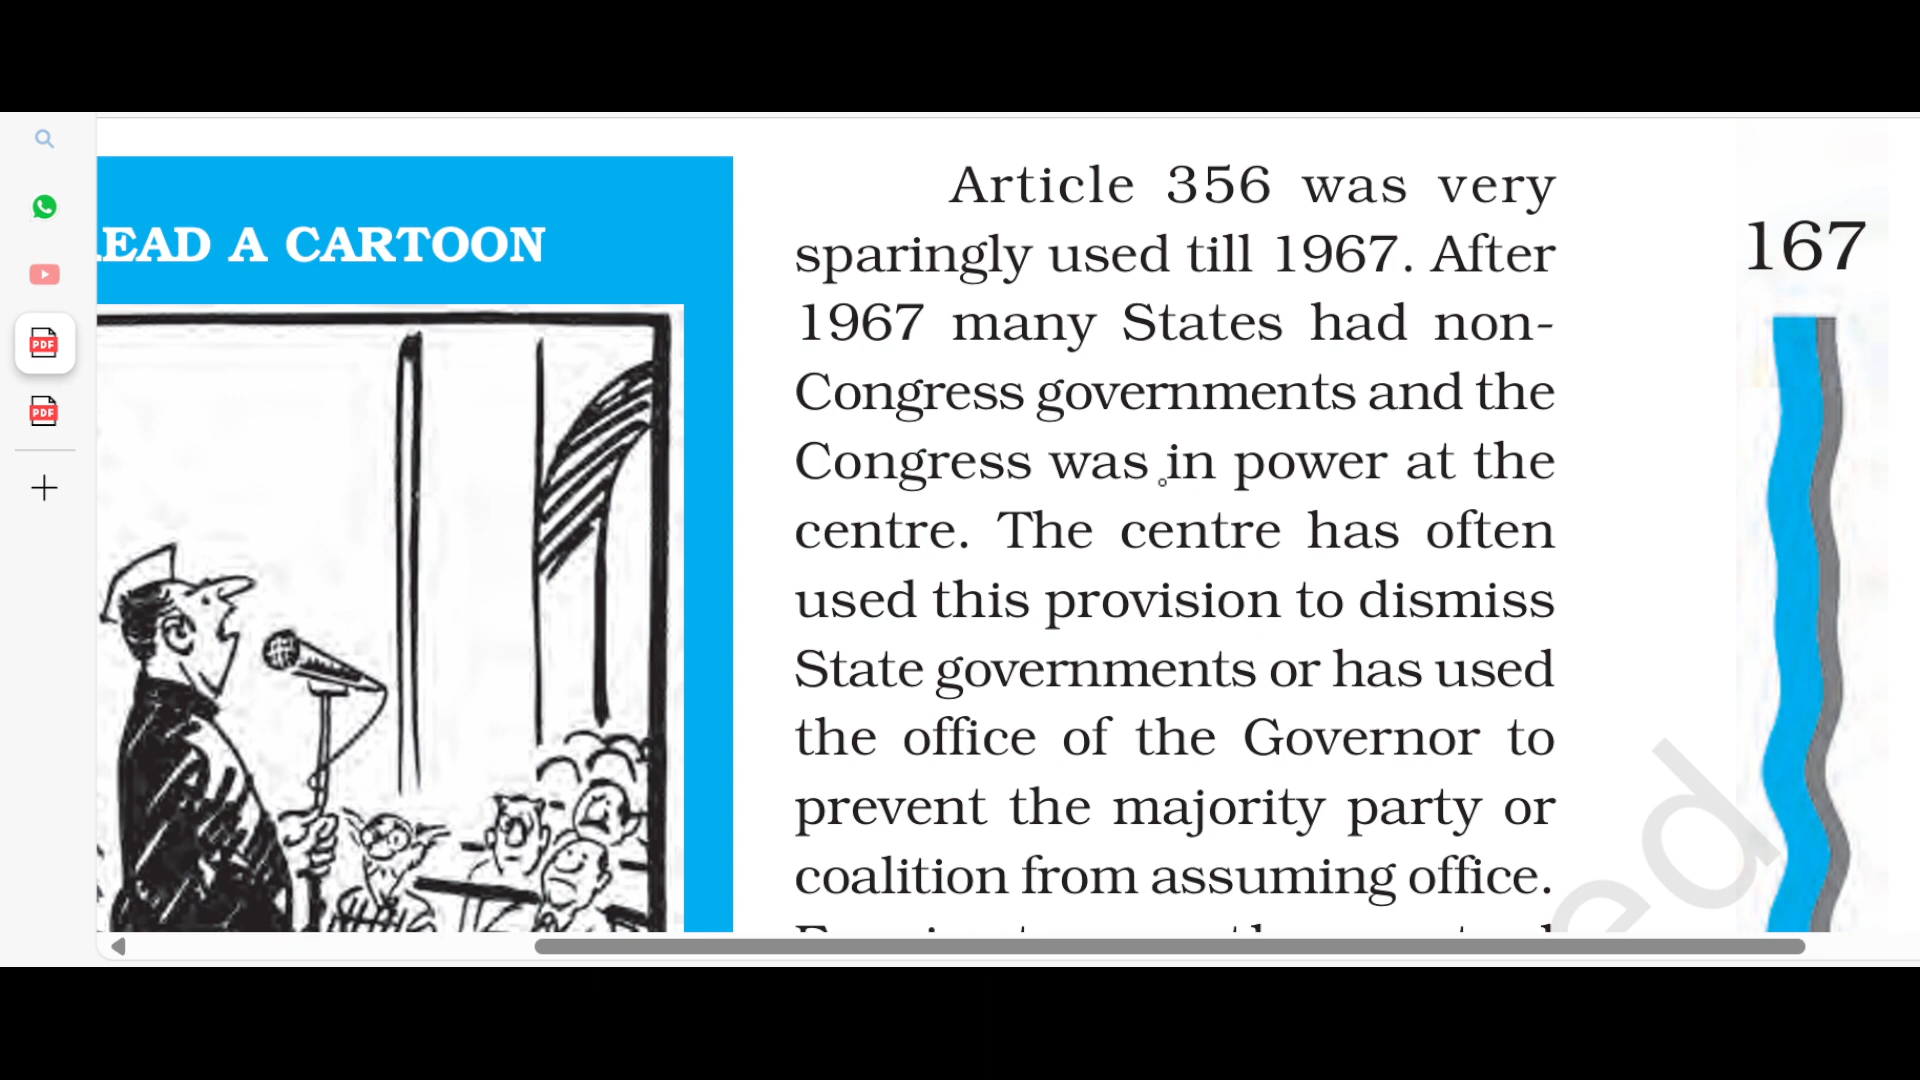 EAD A CARTOON
Article 356 was very
sparingly used till 1967. After
1967 many States had non-
Congress governments and the
Congress was in power at the
centre. The centre has often
used this provision to dismiss
State governments or has used
the office of the Governor to
prevent the majority party or
coalition from assuming office.
167
PDF
PDF
ed